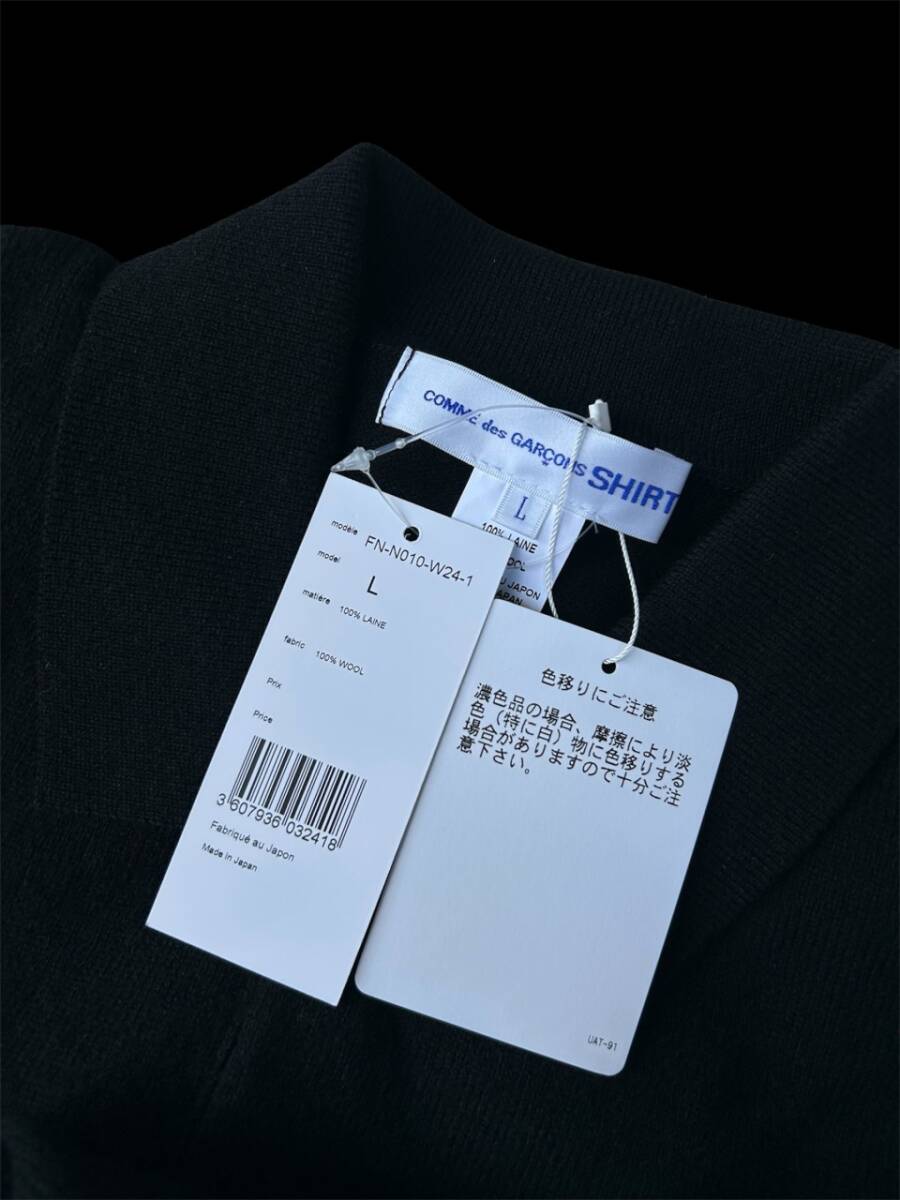 COMME des GARÇONS SHIRT
L
100% LAINE
JAPON
modèle FN-N010-W24-1
model
L
matière 100% LAINE
fabric 100% WOOL
Prix
Price
3 607936 032418
Fabriqué au Japon
Made in Japan
色移りにご注意
濃色品の場合、摩擦により淡
色（特に白）物に色移りする
場合がありますので十分ご注
意下さい。
UAT-91